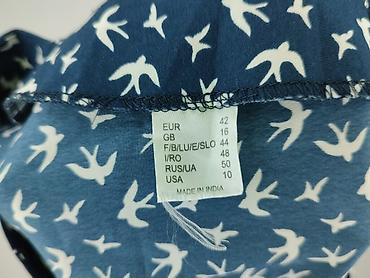 EUR 42
GB 16
F/B/LU/E/SLO 44
I/RO 48
RUS/UA 50
USA 10
MADE IN INDIA